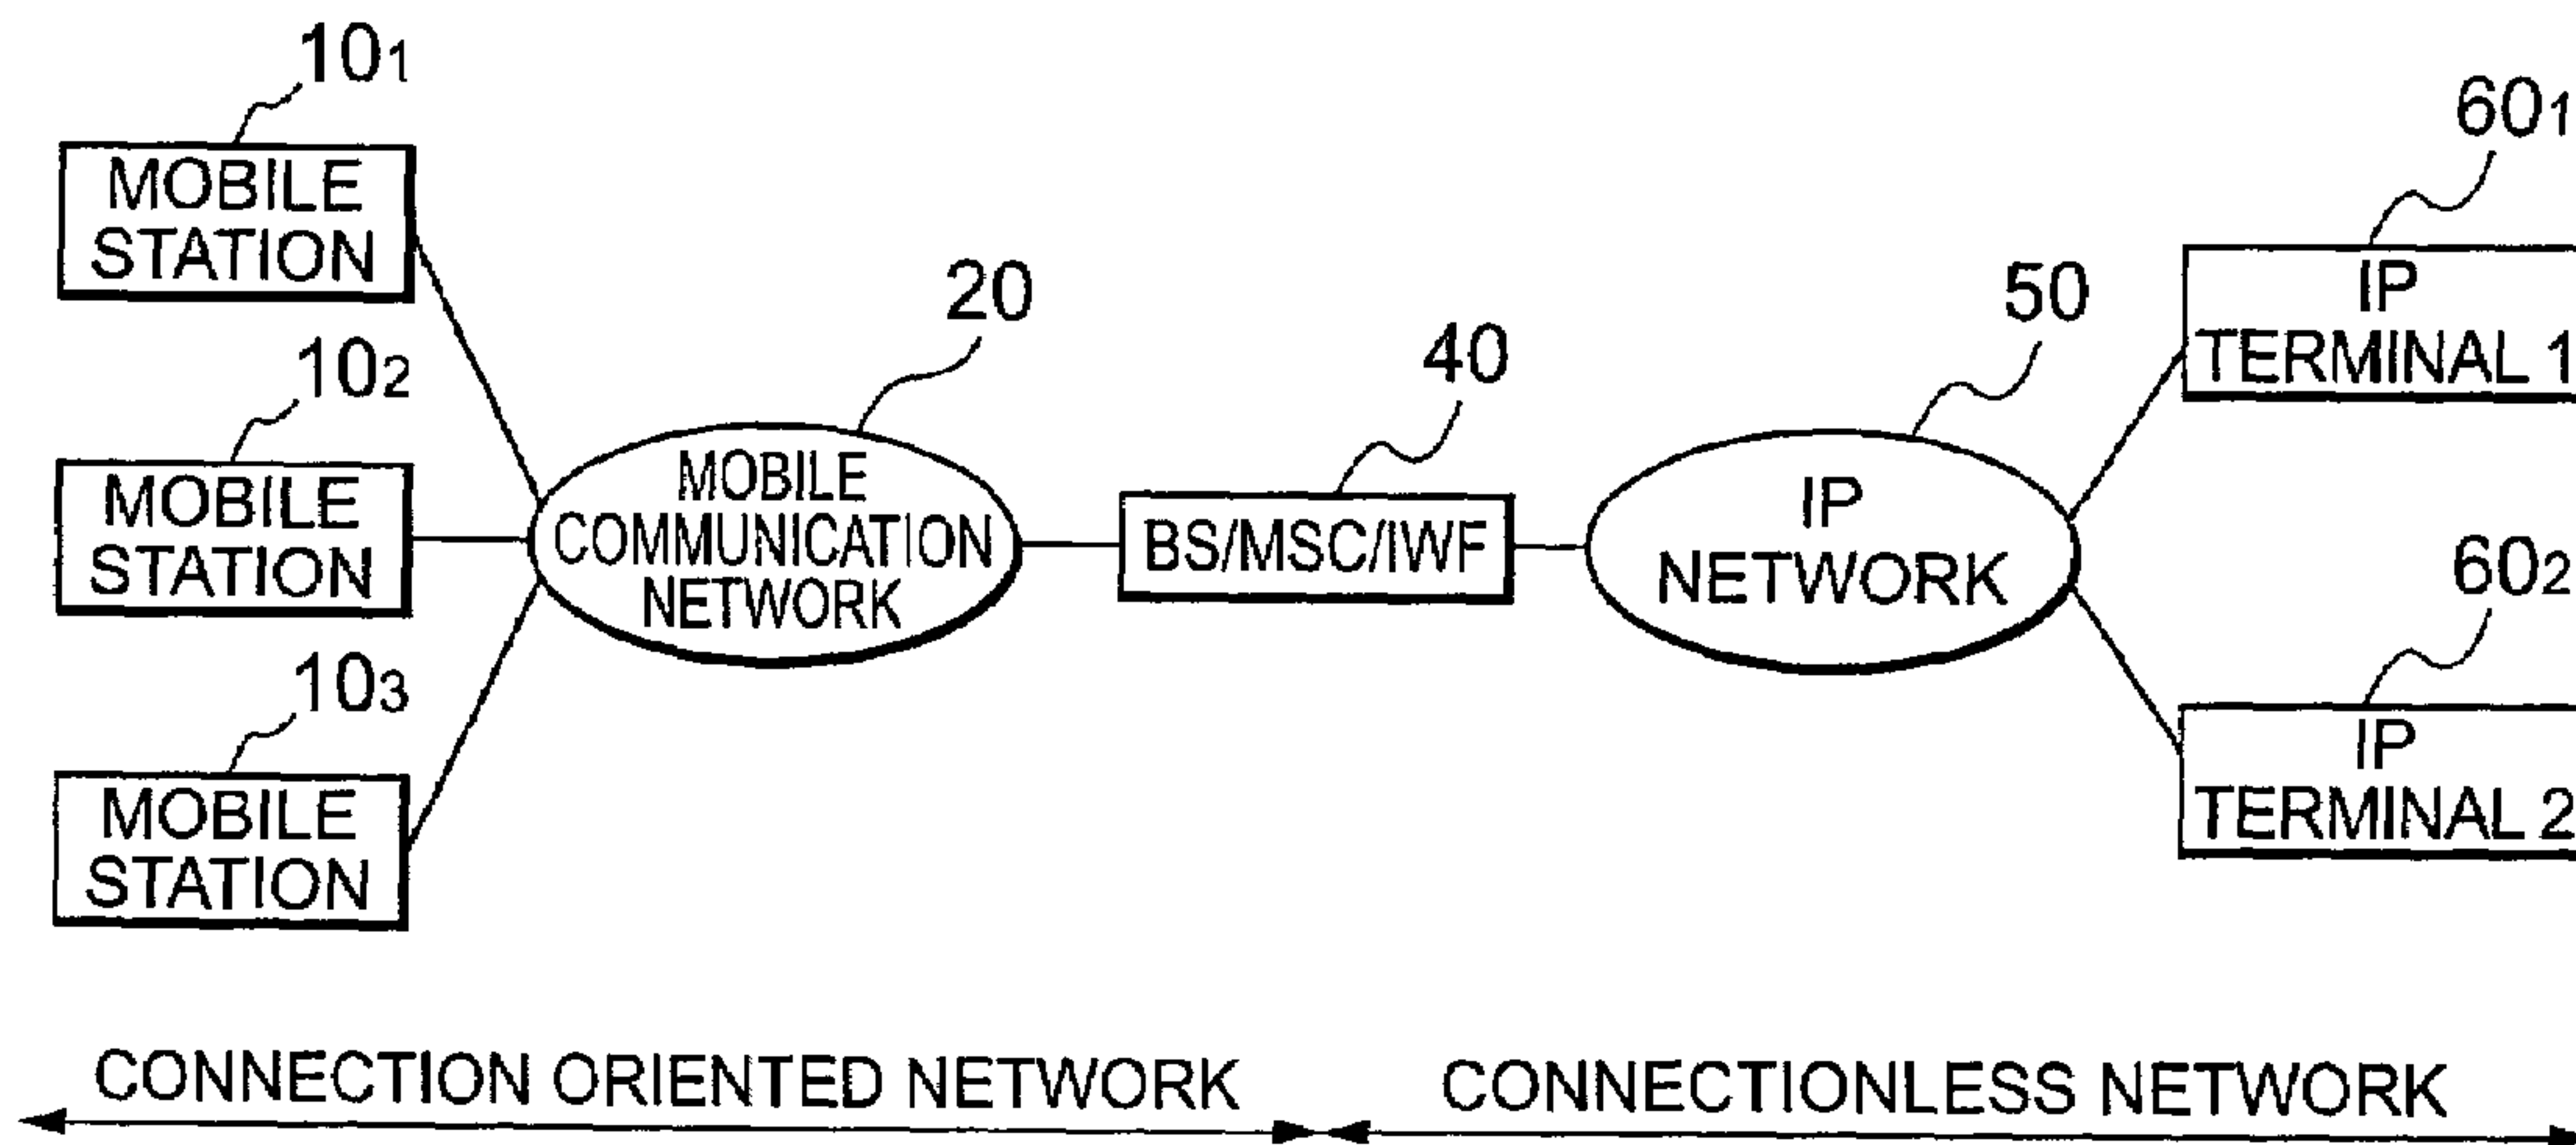 10₁
MOBILE
STATION
10₂
MOBILE
STATION
10₃
MOBILE
STATION
20
MOBILE
COMMUNICATION
NETWORK
40
BS/MSC/IWF
50
IP
NETWORK
60₁
IP
TERMINAL 1
60₂
IP
TERMINAL 2
CONNECTION ORIENTED NETWORK
CONNECTIONLESS NETWORK